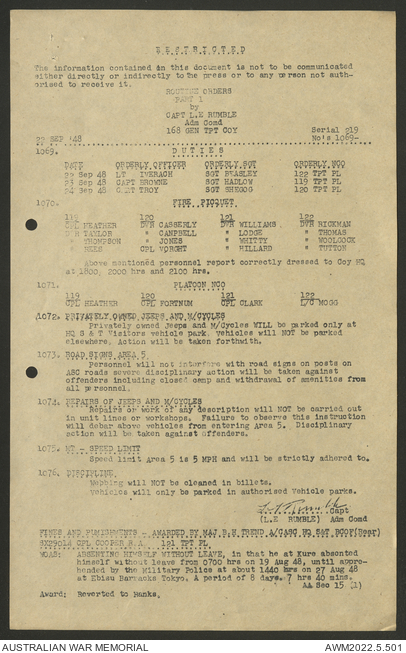 RESTRICTED
The information contained in this document is not to be communicated
either directly or indirectly to the press or to any person not auth-
orised to receive it.
ROUTINE ORDERS
PART 1
by
CAPT L.E RUMBLE
Adm Comd
168 GEN TPT COY Serial 219
22 SEP '48 No's 1069-
1069. DUTIES
DATE ORDERLY OFFICER ORDERLY SGT ORDERLY NCO
22 Sep 48 LT IVERACH SGT BEASLEY 122 TPT PL
23 Sep 48 CAPT BROWNE SGT HADLOW 119 TPT PL
24 Sep 48 TROY SGT 120 TPT PL
1070. FIRE PICQUET
119 120 121 122
CPL HEATHER DVR CASSERLY DVR WILLIAMS DVR RICKMAN
DVR TAYLOR " CAMPBELL " LODGE " THOMAS
" THOMPSON " JONES " WHITTY " WOOLCOCK
" CPL " HILLARD " TUTTON
Above mentioned personnel report correctly dressed to Coy HQ
at 1800, 2000 hrs and 2100 hrs.
1071. PLATOON NCO
119 120 121 122
CPL HEATHER CPL FORTNUM CPL CLARK L/C MOGG
1072. PRIVATELY OWNED JEEPS AND M/CYCLES
Privately owned Jeeps and M/Cycles WILL be parked only at
HQ S & T Visitors vehicle park. Vehicles will NOT be parked
elsewhere. Action will be taken forthwith.
1073. ROAD SIGNS AREA 5
Personnel will not interfere with road signs on posts on
ASC roads severe disciplinary action will be taken against
offenders including closed camp and withdrawal of amenities from
all personnel.
1074. REPAIRS OF JEEPS AND M/CYCLES
Repairs or work of any description will NOT be carried out
in unit lines or workshops. Failure to observe this instruction
will debar above vehicles from entering Area 5. Disciplinary
action will be taken against offenders.
1075. MT - SPEED LIMIT
Speed limit Area 5 is 5 MPH and will be strictly adhered to.
1076. DISCIPLINE
Webbing will NOT be cleaned in billets.
Vehicles will only be parked in authorised Vehicle parks.
Capt
(L.E RUMBLE) Adm Comd
FINES AND PUNISHMENTS - AWARDED BY MAJ B.H TREND A/CASC HQ S&T BCOF(Rear)
CPL COOPER R.A. 121 TPT PL
WOAS: ABSENTING HIMSELF WITHOUT LEAVE, in that he at Kure absented
himself without leave from 0700 hrs on 19 Aug 48, until appre-
hended by the Military Police at about 1440 hrs on 27 Aug 48
at Ebisu Barracks Tokyo. A period of 8 days. 7 hrs 40 mins.
AA Sec 15 (1)
Award: Reverted to Ranks.
AUSTRALIAN WAR MEMORIAL AWM2022.5.501